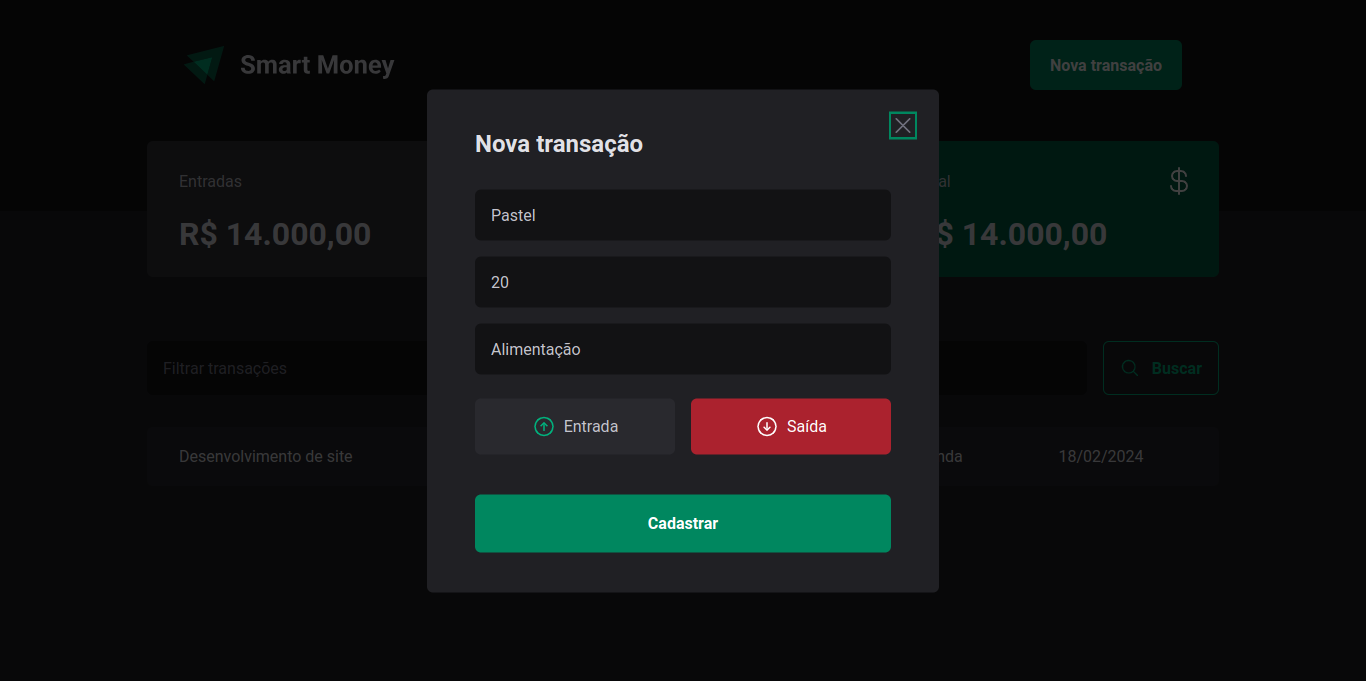 Smart Money
Nova transação
Nova transação
Entradas
al
R$ 14.000,00
$ 14.000,00
Pastel
20
Alimentação
Filtrar transações
Buscar
Entrada
Saída
Desenvolvimento de site
nda
18/02/2024
Cadastrar